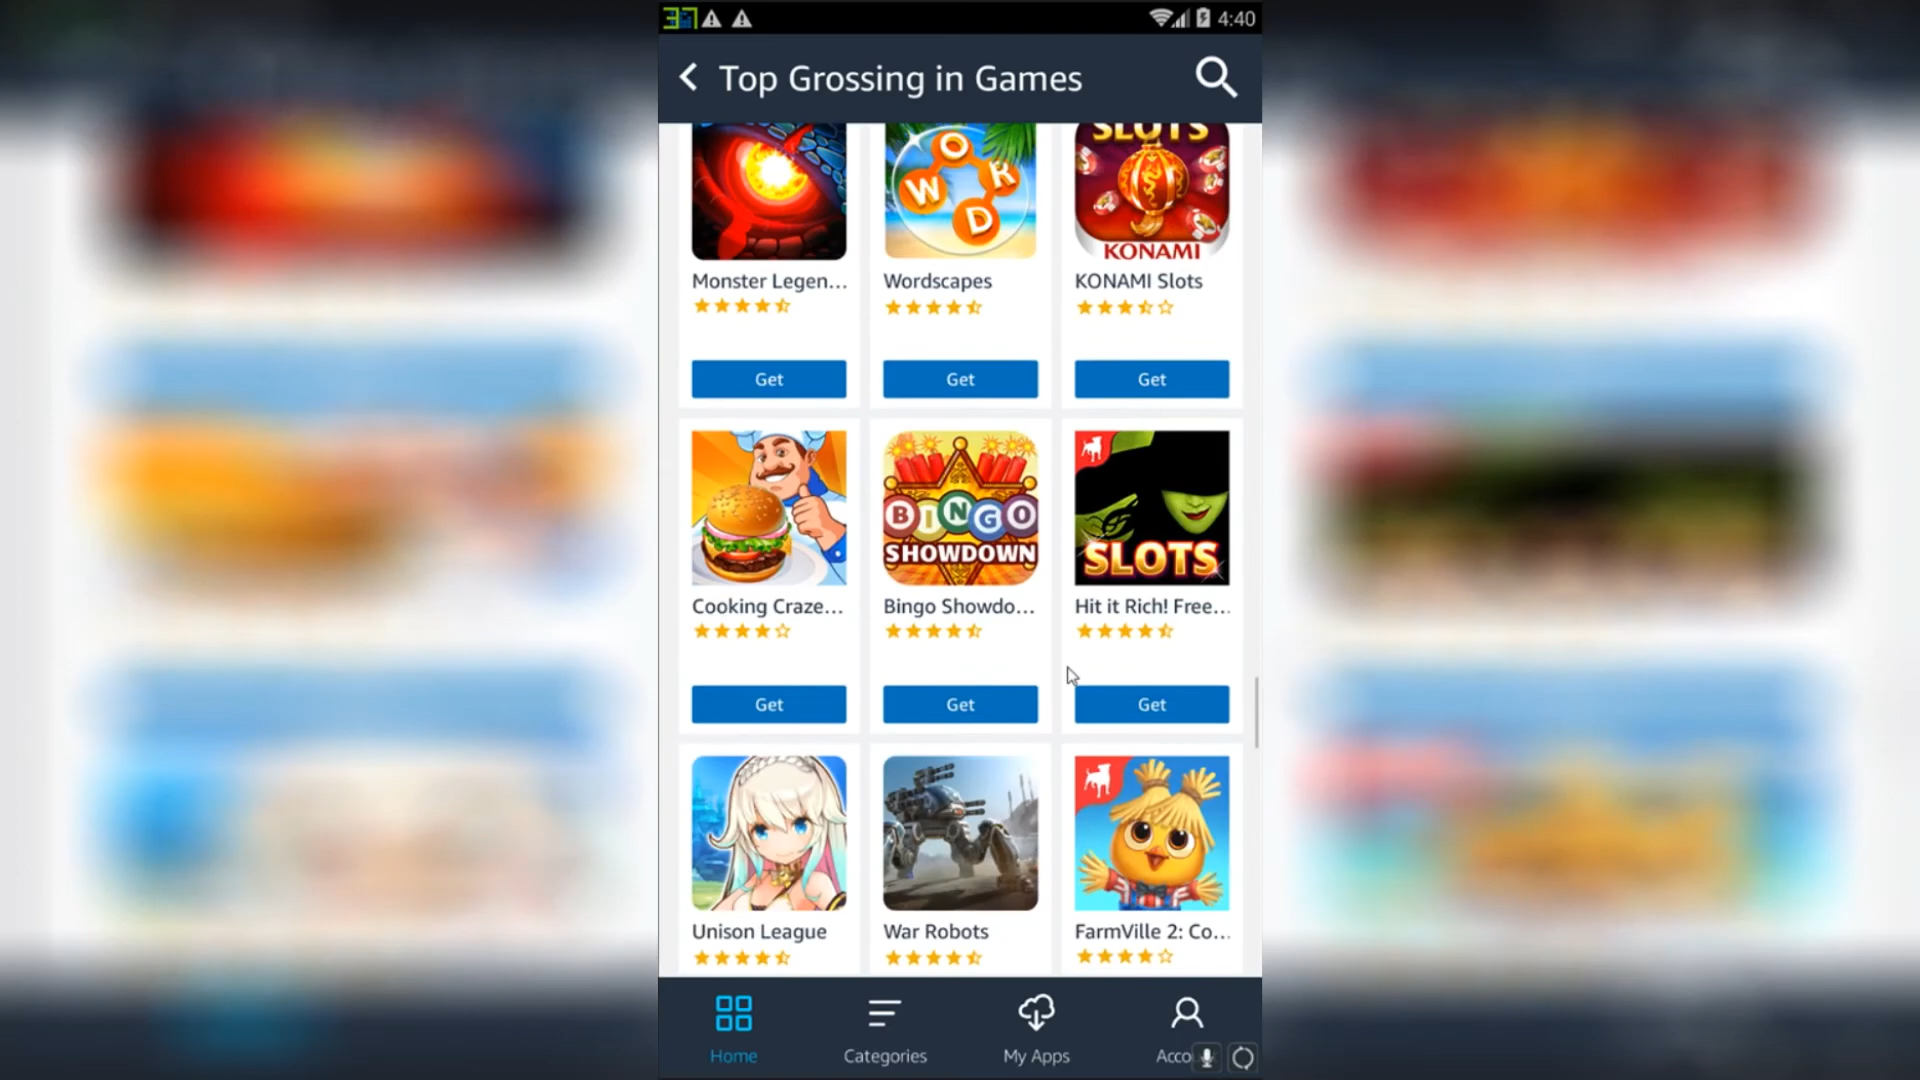 37
4:40
Top Grossing in Games
W O R D
SLOTS
KONAMI
Monster Legen...
Wordscapes
KONAMI Slots
Get
Get
Get
BINGO
SHOWDOWN
SLOTS
Cooking Craze...
Bingo Showdo...
Hit it Rich! Free...
Get
Get
Get
Unison League
War Robots
FarmVille 2: Co...
Home
Categories
My Apps
Acco